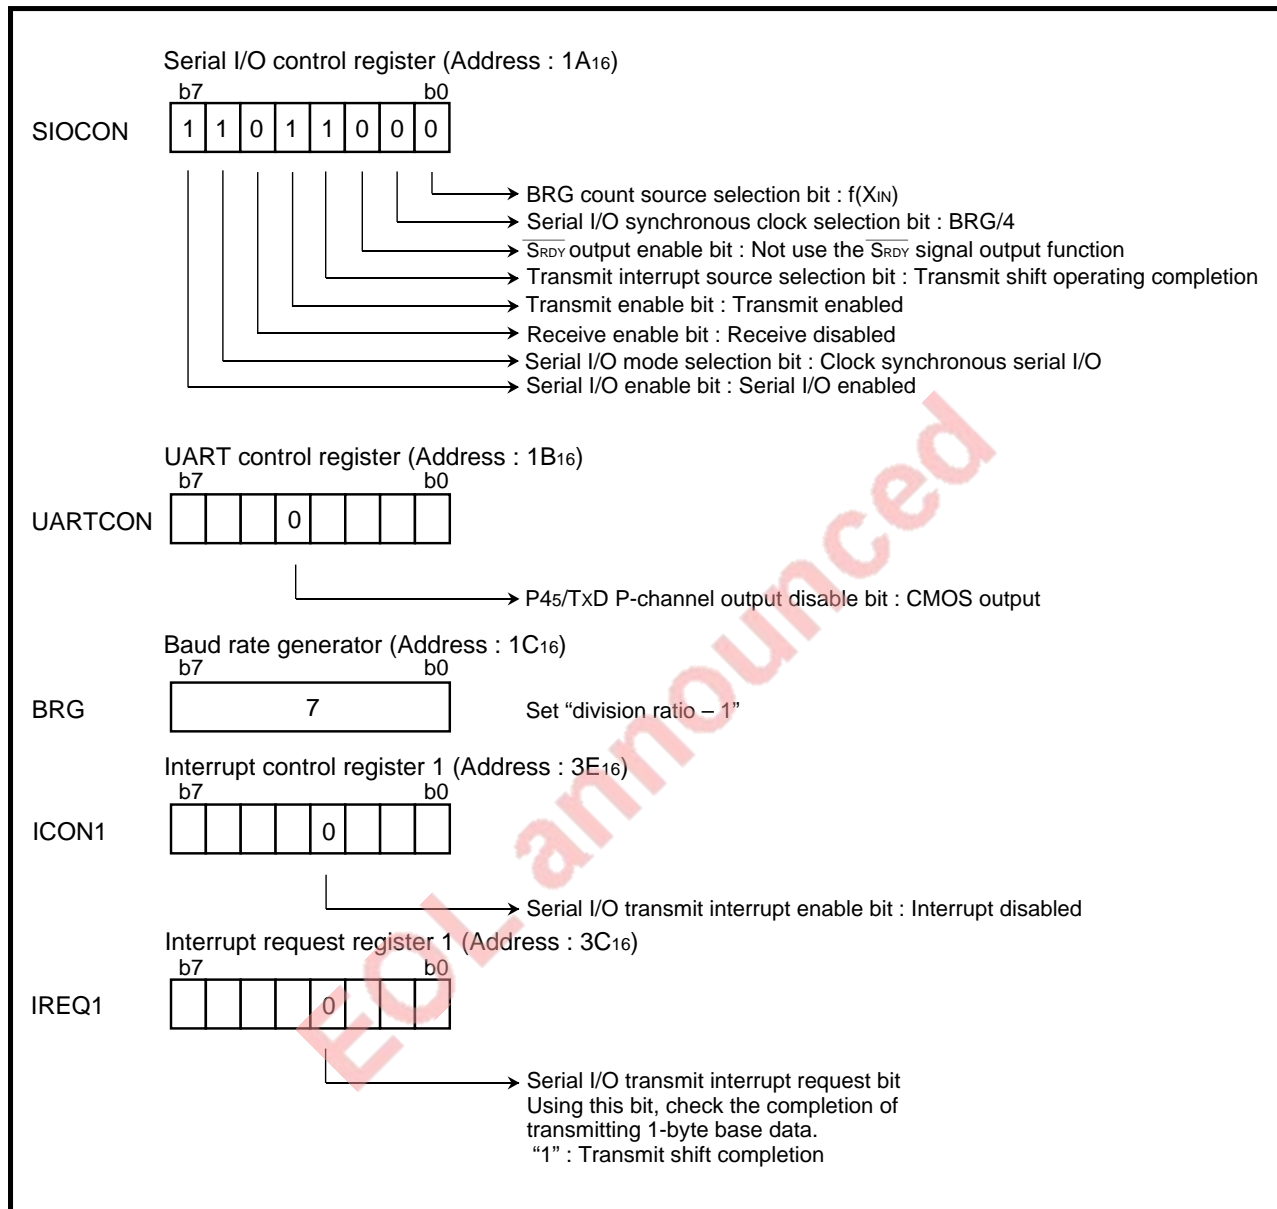 Serial I/O control register (Address : 1A16)
b7 b0
SIOCON 1 1 0 1 1 0 0 0
BRG count source selection bit : f(XIN)
Serial I/O synchronous clock selection bit : BRG/4
SRDY output enable bit : Not use the SRDY signal output function
Transmit interrupt source selection bit : Transmit shift operating completion
Transmit enable bit : Transmit enabled
Receive enable bit : Receive disabled
Serial I/O mode selection bit : Clock synchronous serial I/O
Serial I/O enable bit : Serial I/O enabled
UART control register (Address : 1B16)
b7 b0
UARTCON 0
P45/TXD P-channel output disable bit : CMOS output
Baud rate generator (Address : 1C16)
b7 b0
BRG 7 Set “division ratio – 1”
Interrupt control register 1 (Address : 3E16)
b7 b0
ICON1 0
Serial I/O transmit interrupt enable bit : Interrupt disabled
Interrupt request register 1 (Address : 3C16)
b7 b0
IREQ1 0
Serial I/O transmit interrupt request bit
Using this bit, check the completion of
transmitting 1-byte base data.
“1” : Transmit shift completion
EOL announced